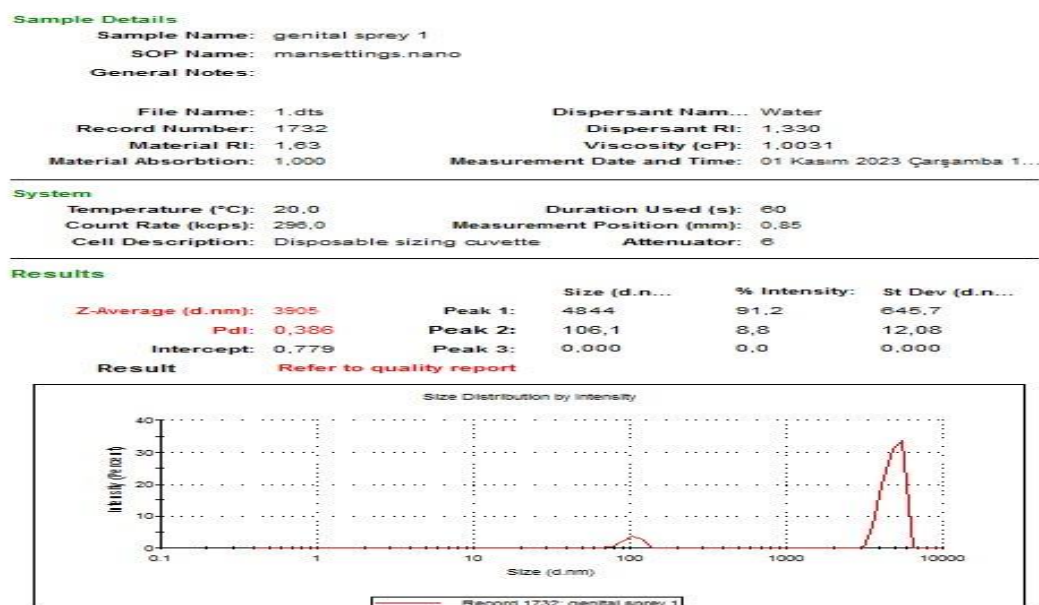 Sample Details
Sample Name: genital sprey 1
SOP Name: mansettings.nano
General Notes:
File Name: 1.dts Dispersant Nam... Water
Record Number: 1732 Dispersant RI: 1,330
Material RI: 1,63 Viscosity (cP): 1,0031
Material Absorbtion: 1,000 Measurement Date and Time: 01 Kasım 2023 Çarşamba 1...
System
Temperature (°C): 20,0 Duration Used (s): 60
Count Rate (kcps): 296,0 Measurement Position (mm): 0,85
Cell Description: Disposable sizing cuvette Attenuator: 6
Results
Size (d.n... % Intensity: St Dev (d.n...
Z-Average (d.nm): 3905 Peak 1: 4844 91,2 645,7
PdI: 0,386 Peak 2: 106,1 8,8 12,08
Intercept: 0,779 Peak 3: 0,000 0,0 0,000
Result Refer to quality report
Size Distribution by Intensity
Intensity (Percent)
40
30
20
10
0
0.1 1 10 100 1000 10000
Size (d.nm)
Record 1732: genital sprey 1